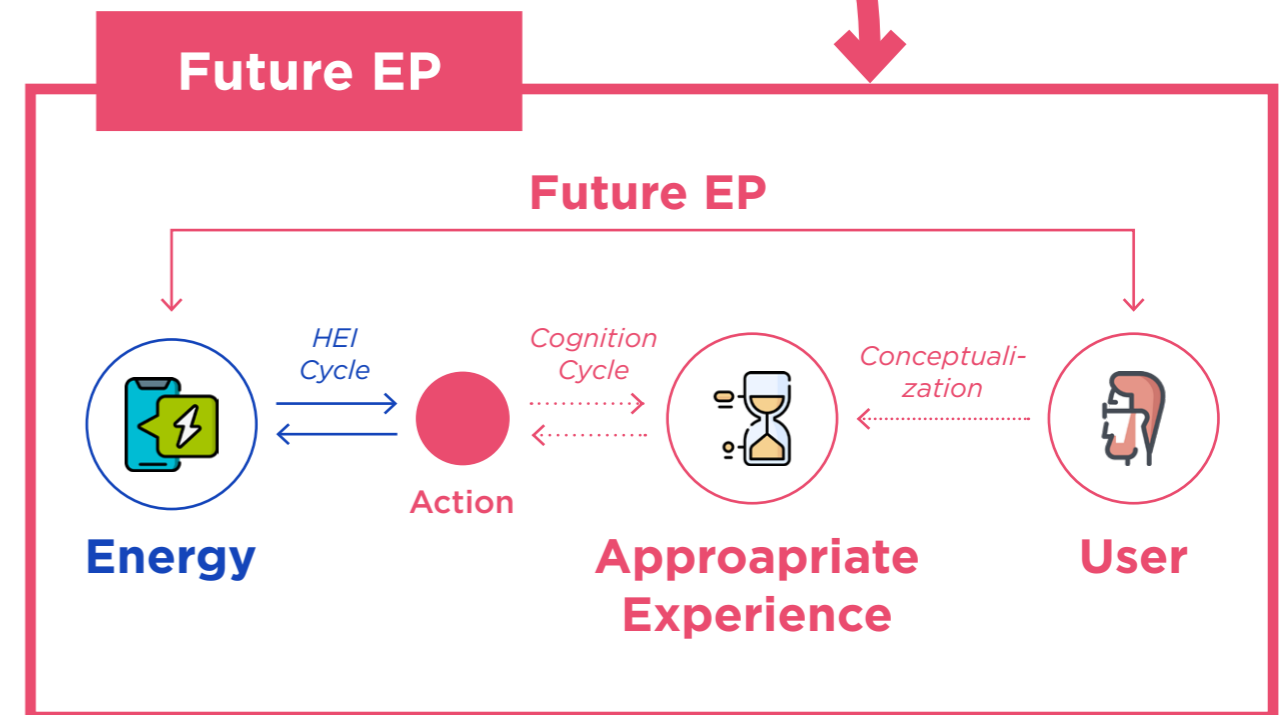 Future EP
Future EP
HEI
Cycle
Cognition
Cycle
Conceptuali-
zation
Action
Energy
Approapriate
Experience
User